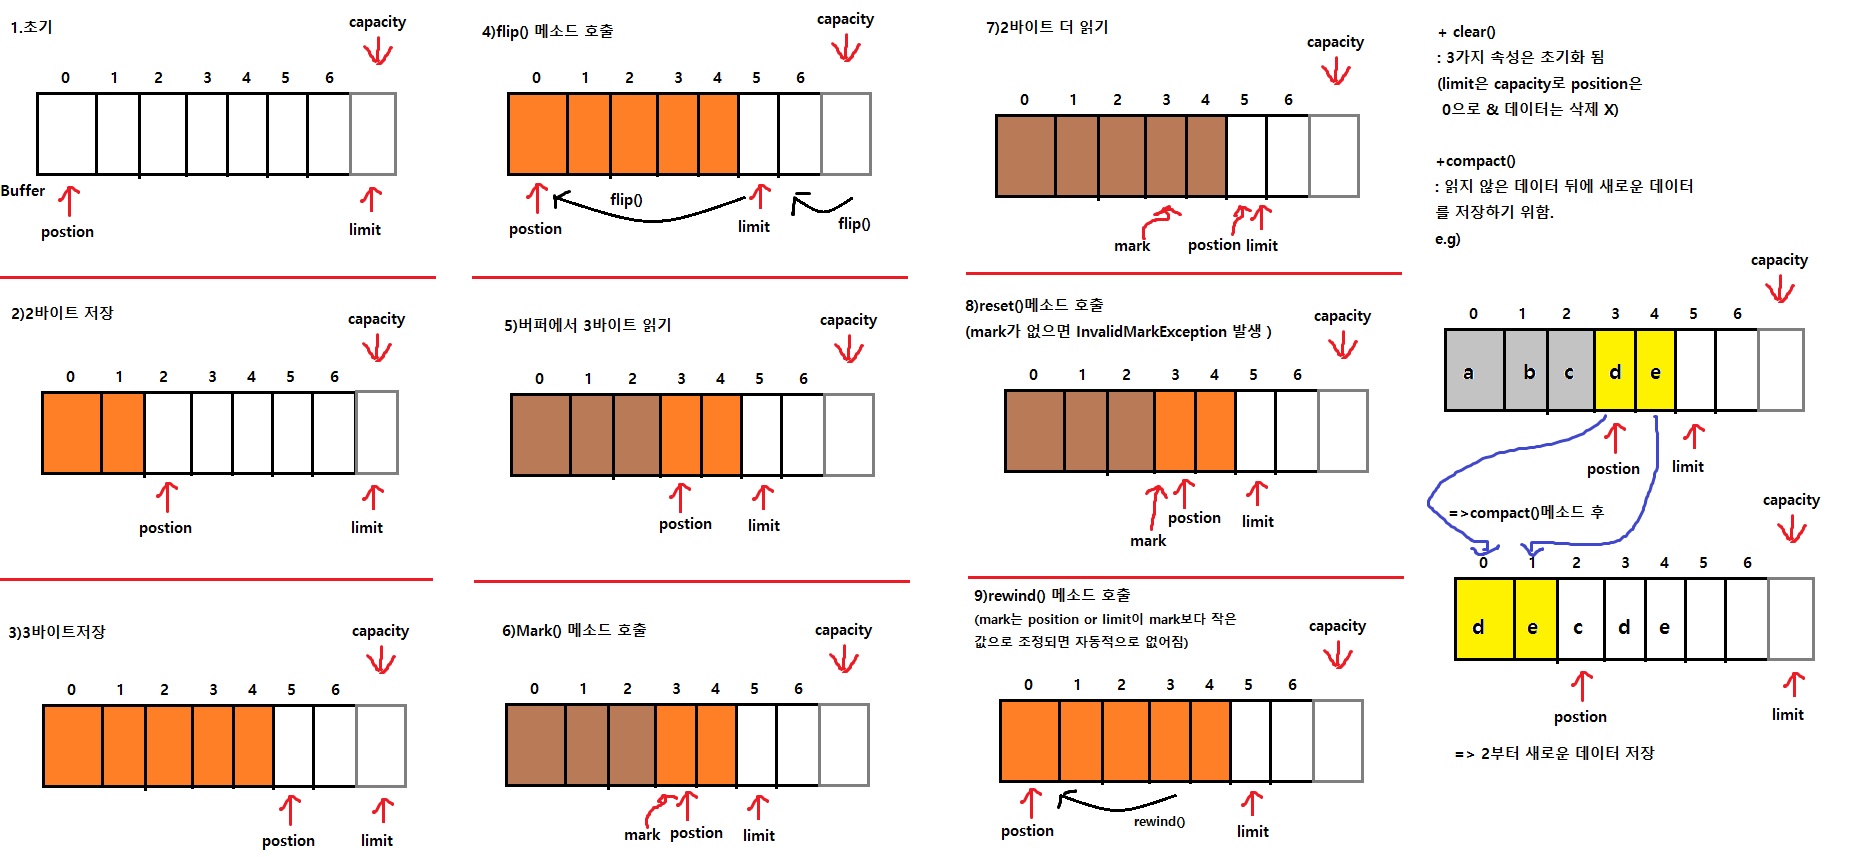 1.초기
capacity
0 1 2 3 4 5 6
Buffer
postion
limit
2)2바이트 저장
capacity
0 1 2 3 4 5 6
postion
limit
3)3바이트저장
capacity
0 1 2 3 4 5 6
postion
limit
4)flip() 메소드 호출
capacity
0 1 2 3 4 5 6
flip()
postion
limit
flip()
5)버퍼에서 3바이트 읽기
capacity
0 1 2 3 4 5 6
postion
limit
6)Mark() 메소드 호출
capacity
0 1 2 3 4 5 6
mark postion
limit
7)2바이트 더 읽기
capacity
0 1 2 3 4 5 6
mark
postion limit
8)reset()메소드 호출
(mark가 없으면 InvalidMarkException 발생 )
capacity
0 1 2 3 4 5 6
postion
limit
mark
9)rewind() 메소드 호출
(mark는 position or limit이 mark보다 작은
값으로 조정되면 자동적으로 없어짐)
capacity
0 1 2 3 4 5 6
rewind()
postion
limit
+ clear()
: 3가지 속성은 초기화 됨
(limit은 capacity로 position은
0으로 & 데이터는 삭제 X)
+compact()
: 읽지 않은 데이터 뒤에 새로운 데이터
를 저장하기 위함.
e.g)
capacity
0 1 2 3 4 5 6
a b c d e
postion
limit
=>compact()메소드 후
capacity
0 1 2 3 4 5 6
d e c d e
postion
limit
=> 2부터 새로운 데이터 저장